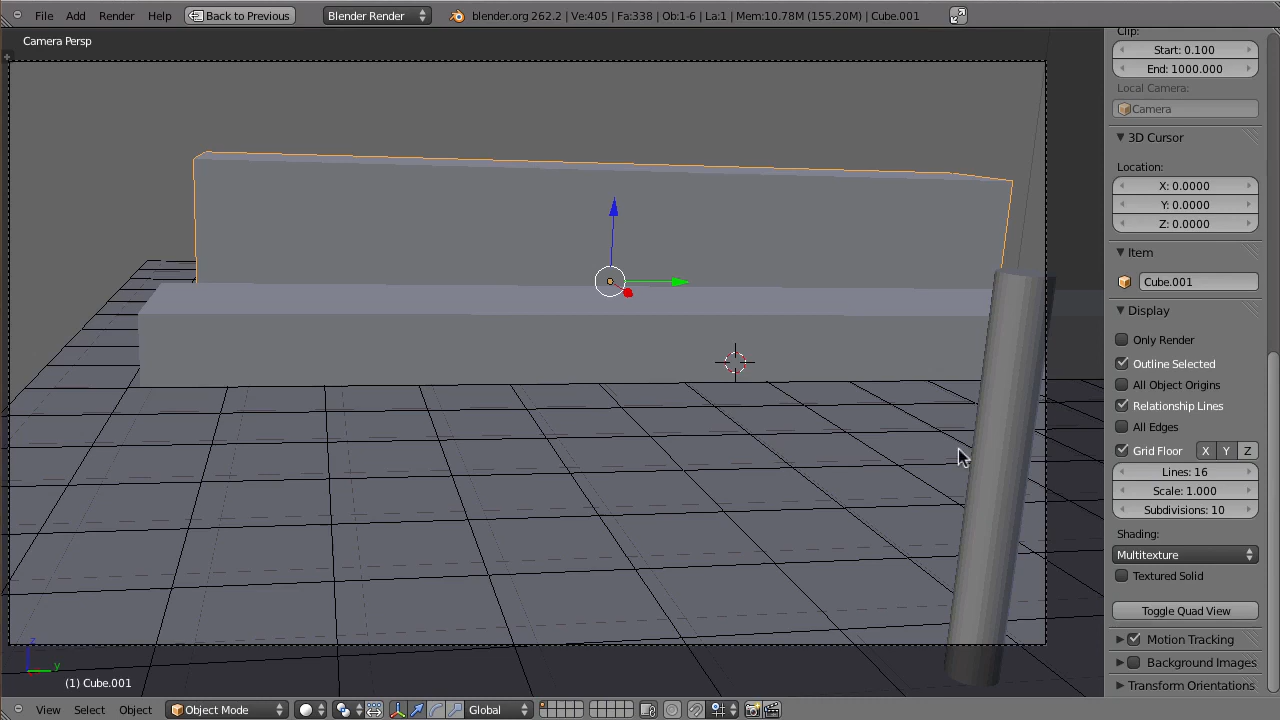 File Add Render Help Back to Previous Blender Render blender.org 262.2 | Ve:405 | Fa:338 | Ob:1-6 | La:1 | Mem:10.78M (155.20M) | Cube.001
Camera Persp
Clip:
Start: 0.100
End: 1000.000
Local Camera:
Camera
3D Cursor
Location:
X: 0.0000
Y: 0.0000
Z: 0.0000
Item
Cube.001
Display
Only Render
Outline Selected
All Object Origins
Relationship Lines
All Edges
Grid Floor X Y Z
Lines: 16
Scale: 1.000
Subdivisions: 10
Shading:
Multitexture
Textured Solid
Toggle Quad View
Motion Tracking
Background Images
Transform Orientations
z
y
(1) Cube.001
View Select Object Object Mode Global